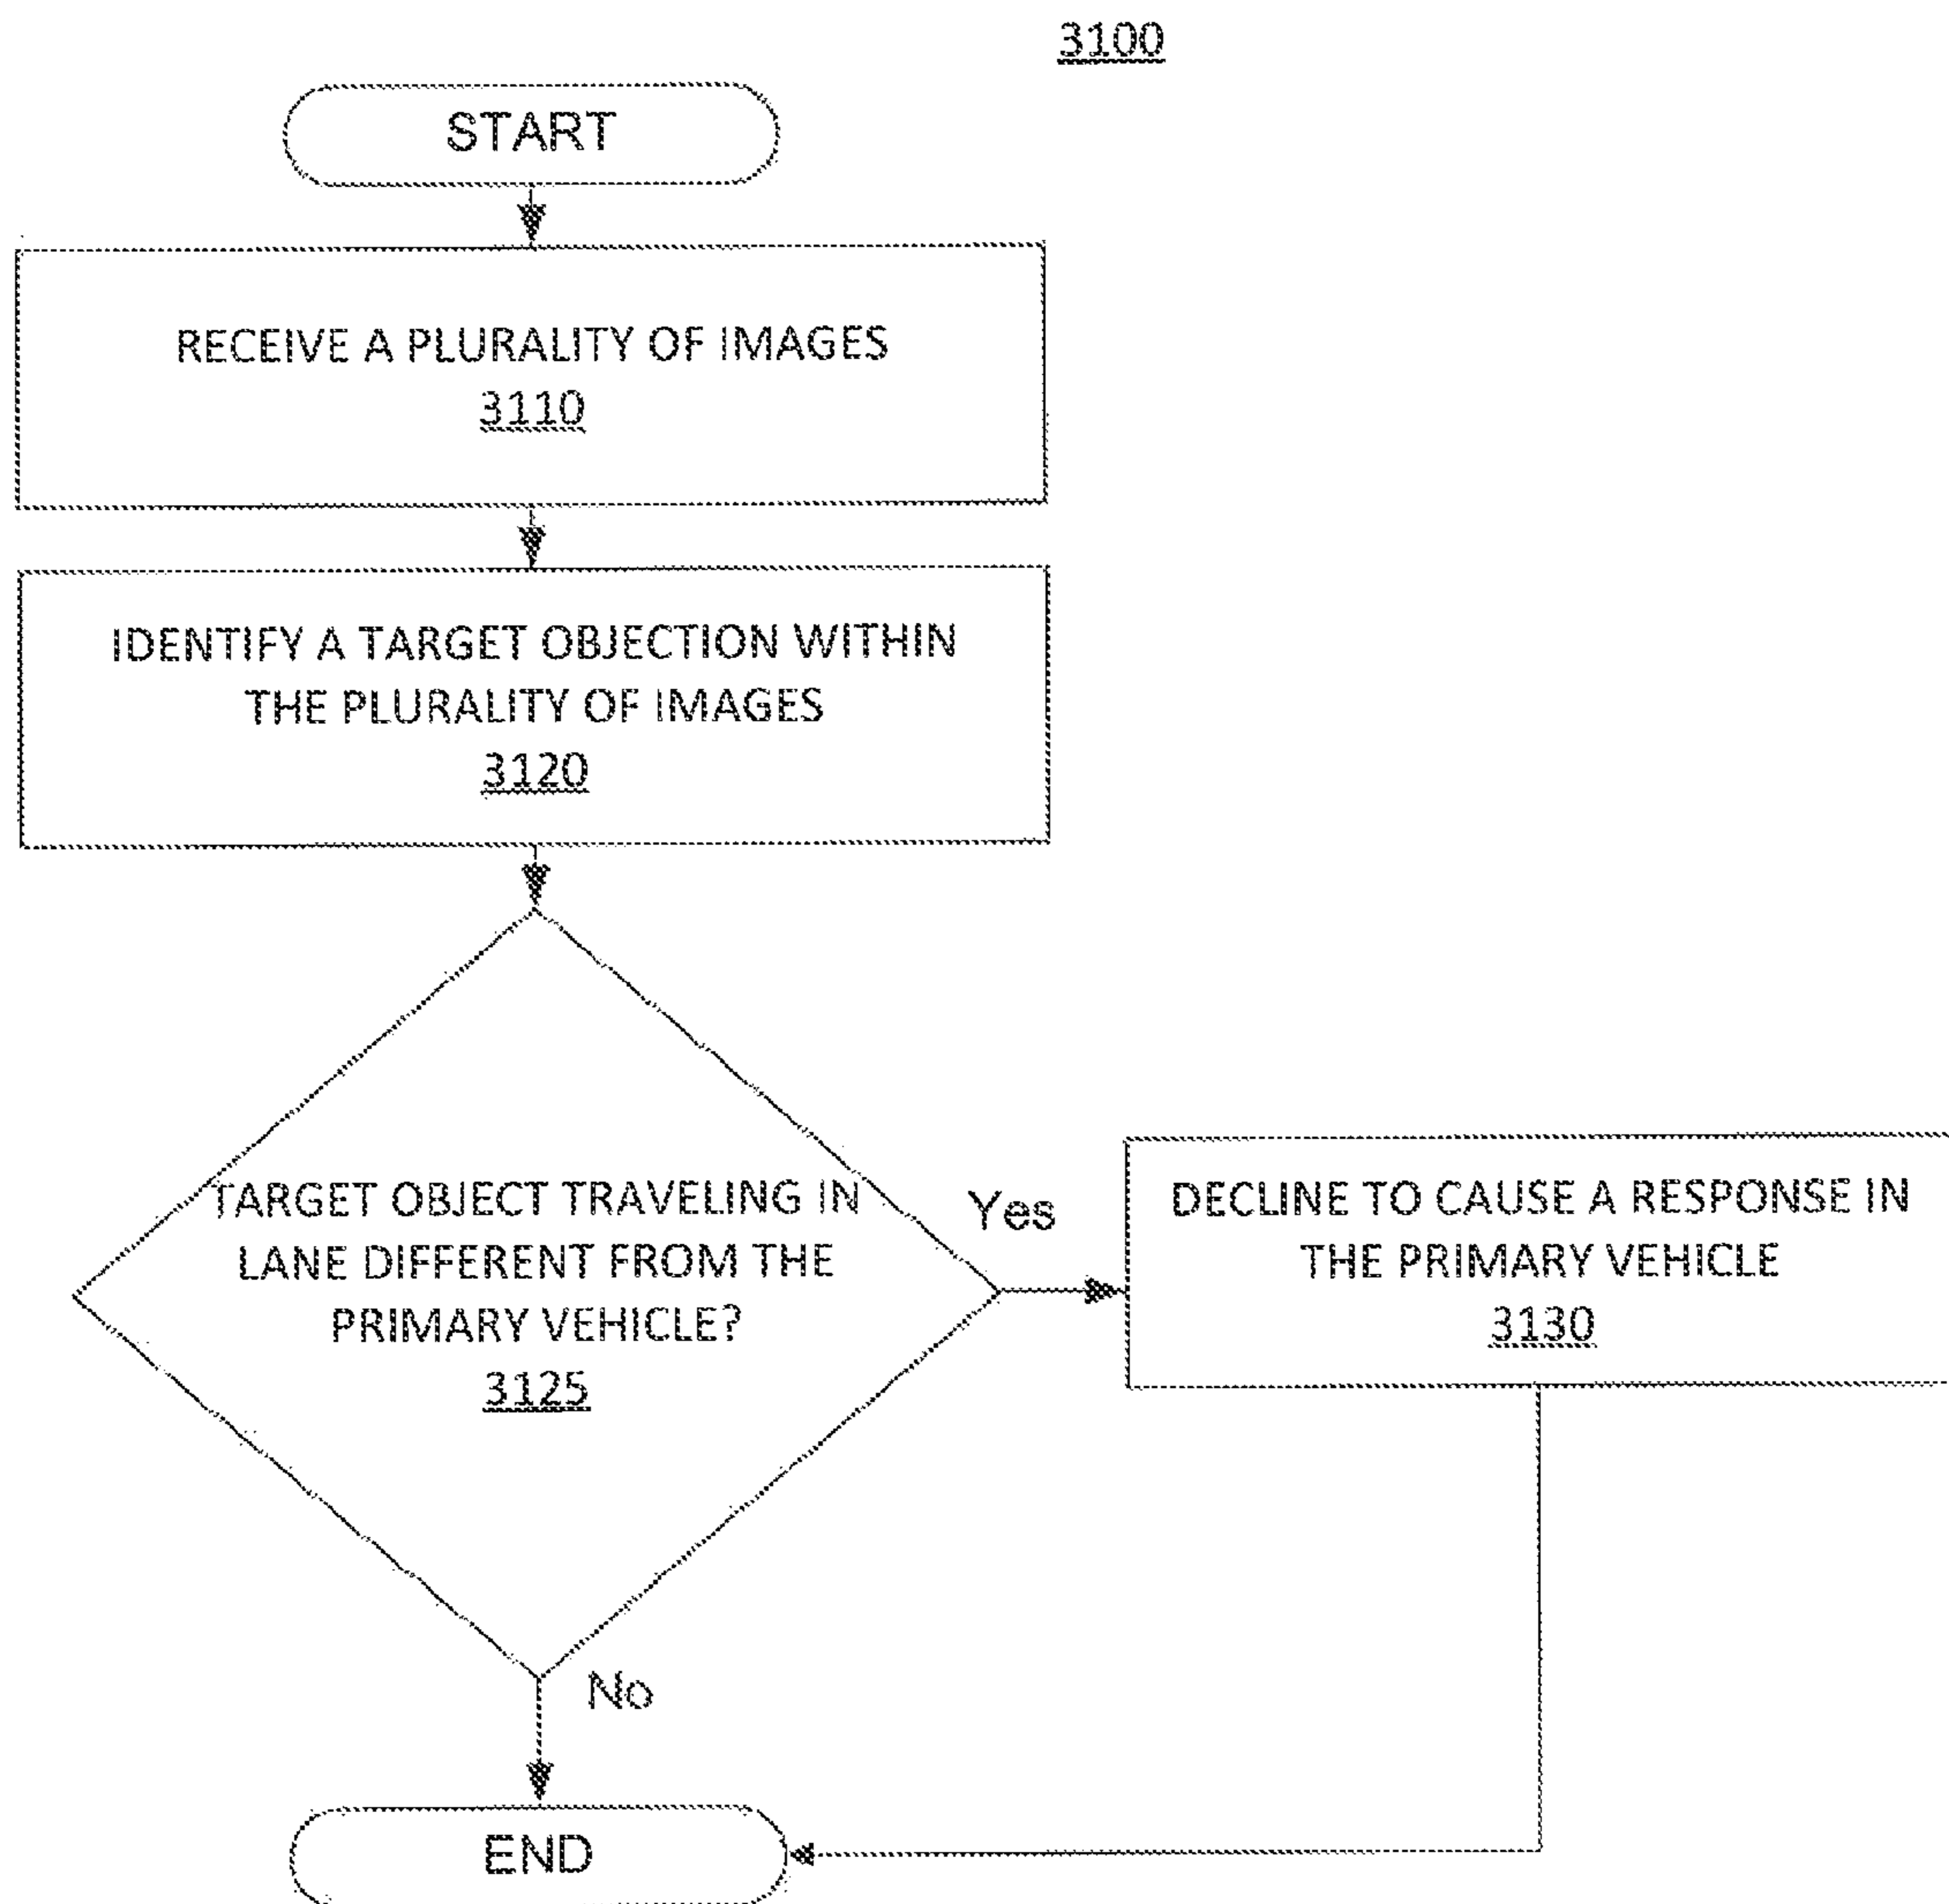 3100
START
RECEIVE A PLURALITY OF IMAGES
3110
IDENTIFY A TARGET OBJECTION WITHIN
THE PLURALITY OF IMAGES
3120
TARGET OBJECT TRAVELING IN
LANE DIFFERENT FROM THE
PRIMARY VEHICLE?
3125
Yes
DECLINE TO CAUSE A RESPONSE IN
THE PRIMARY VEHICLE
3130
No
END